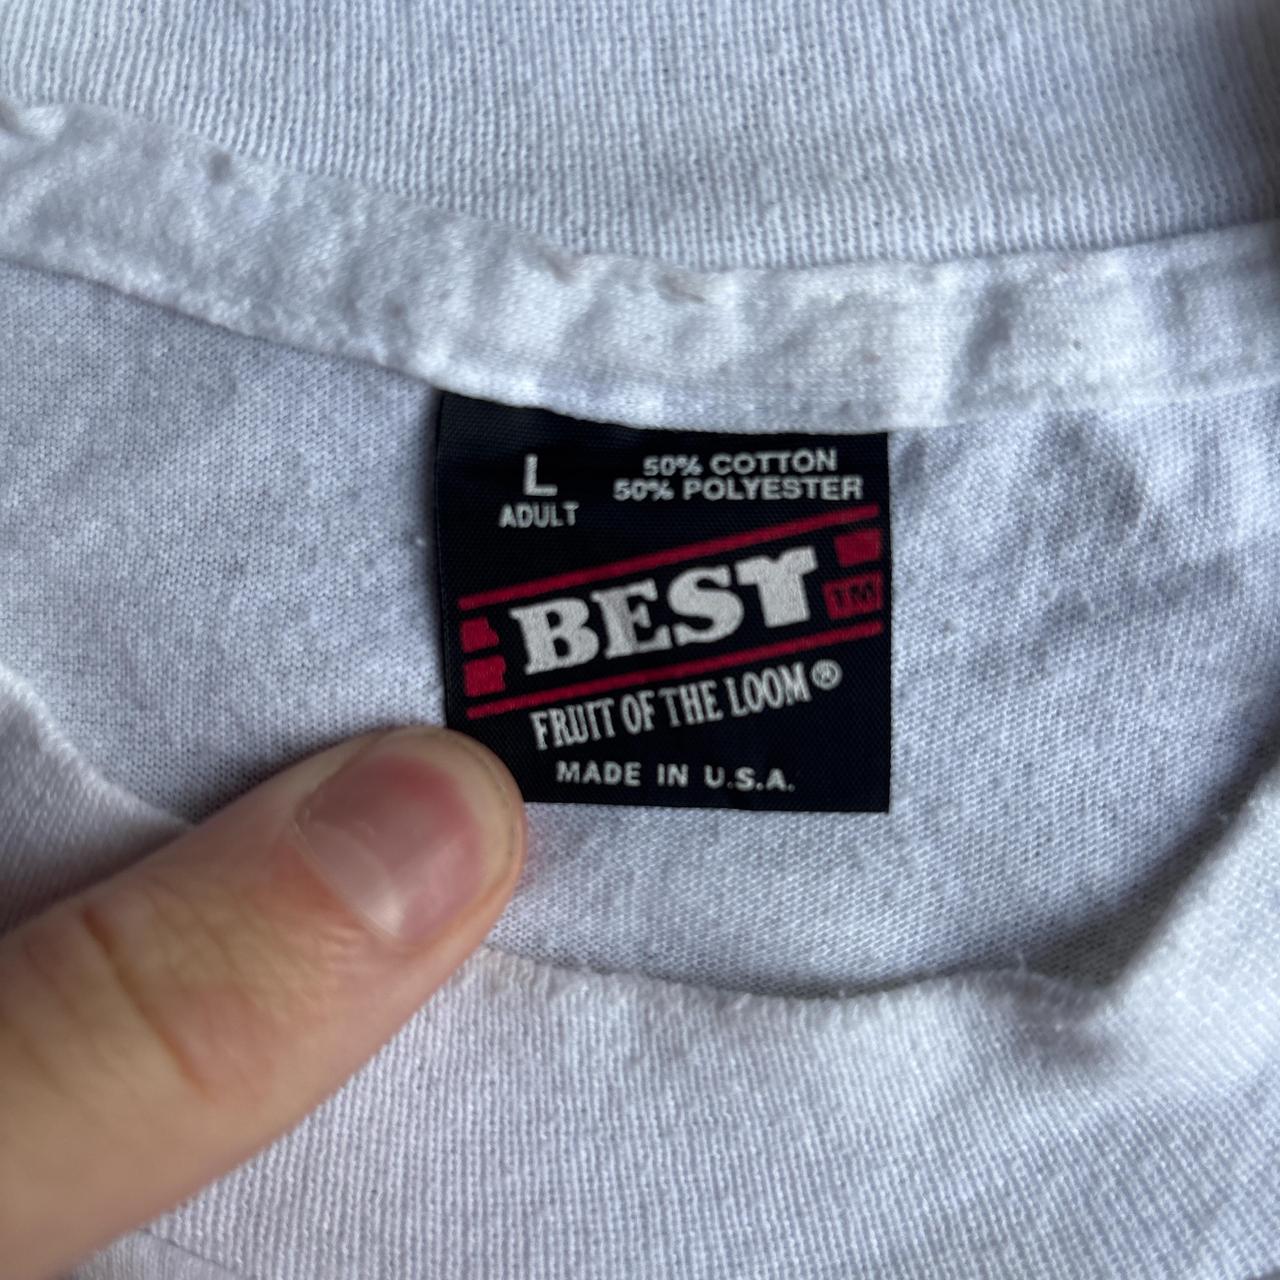 L
ADULT
50% COTTON
50% POLYESTER
BEST TM
FRUIT OF THE LOOM®
MADE IN U.S.A.